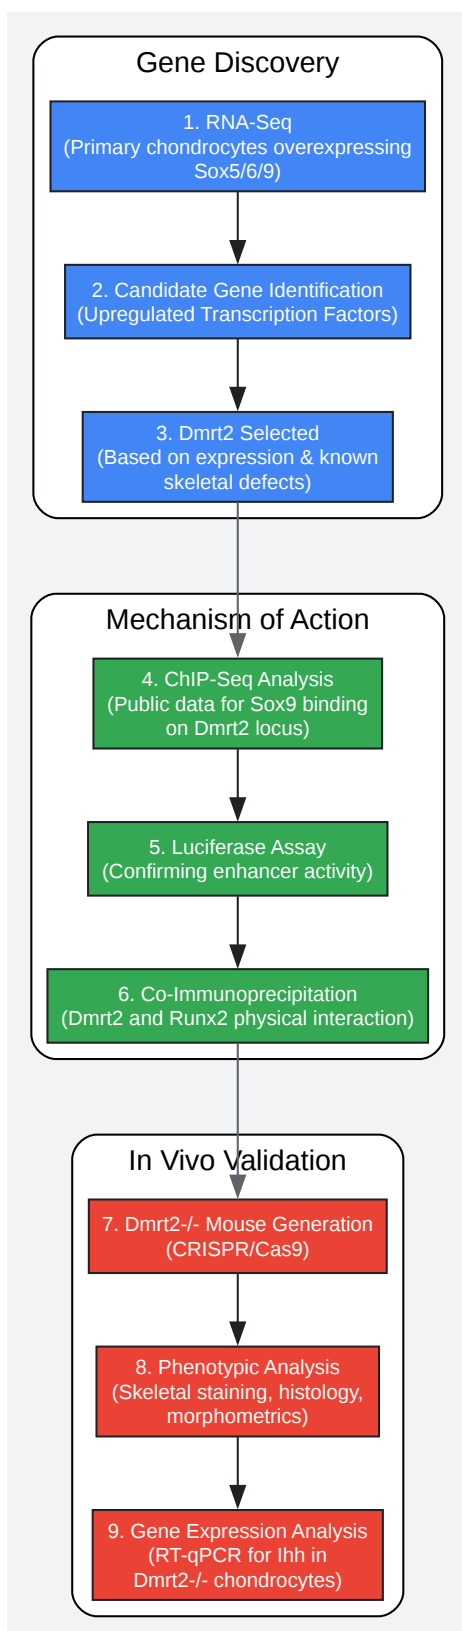 Gene Discovery
1. RNA-Seq
(Primary chondrocytes overexpressing
Sox5/6/9)
2. Candidate Gene Identification
(Upregulated Transcription Factors)
3. Dmrt2 Selected
(Based on expression & known
skeletal defects)
Mechanism of Action
4. ChIP-Seq Analysis
(Public data for Sox9 binding
on Dmrt2 locus)
5. Luciferase Assay
(Confirming enhancer activity)
6. Co-Immunoprecipitation
(Dmrt2 and Runx2 physical interaction)
In Vivo Validation
7. Dmrt2-/- Mouse Generation
(CRISPR/Cas9)
8. Phenotypic Analysis
(Skeletal staining, histology,
morphometrics)
9. Gene Expression Analysis
(RT-qPCR for Ihh in
Dmrt2-/- chondrocytes)